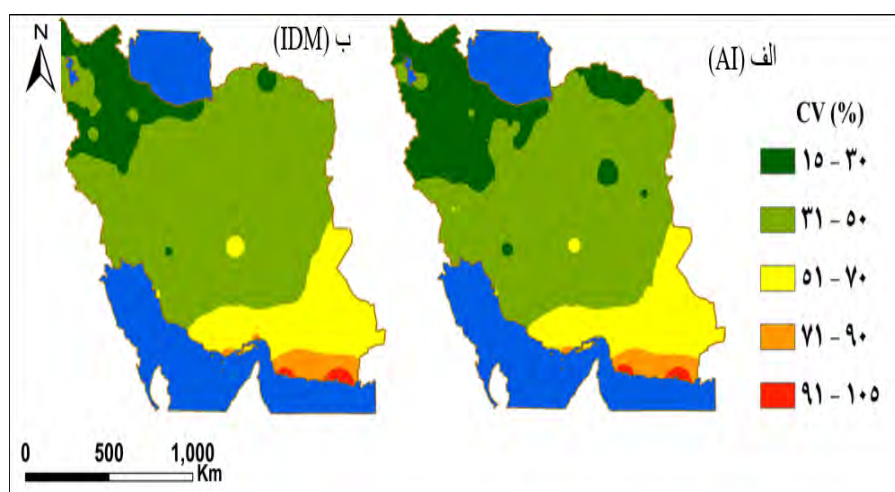 N
ب (IDM)
الف (AI)
CV (%)
۱۵ – ۳۰
۳۱ – ۵۰
۵۱ – ۷۰
۷۱ – ۹۰
۹۱ – ۱۰۵
0 500 1,000
Km